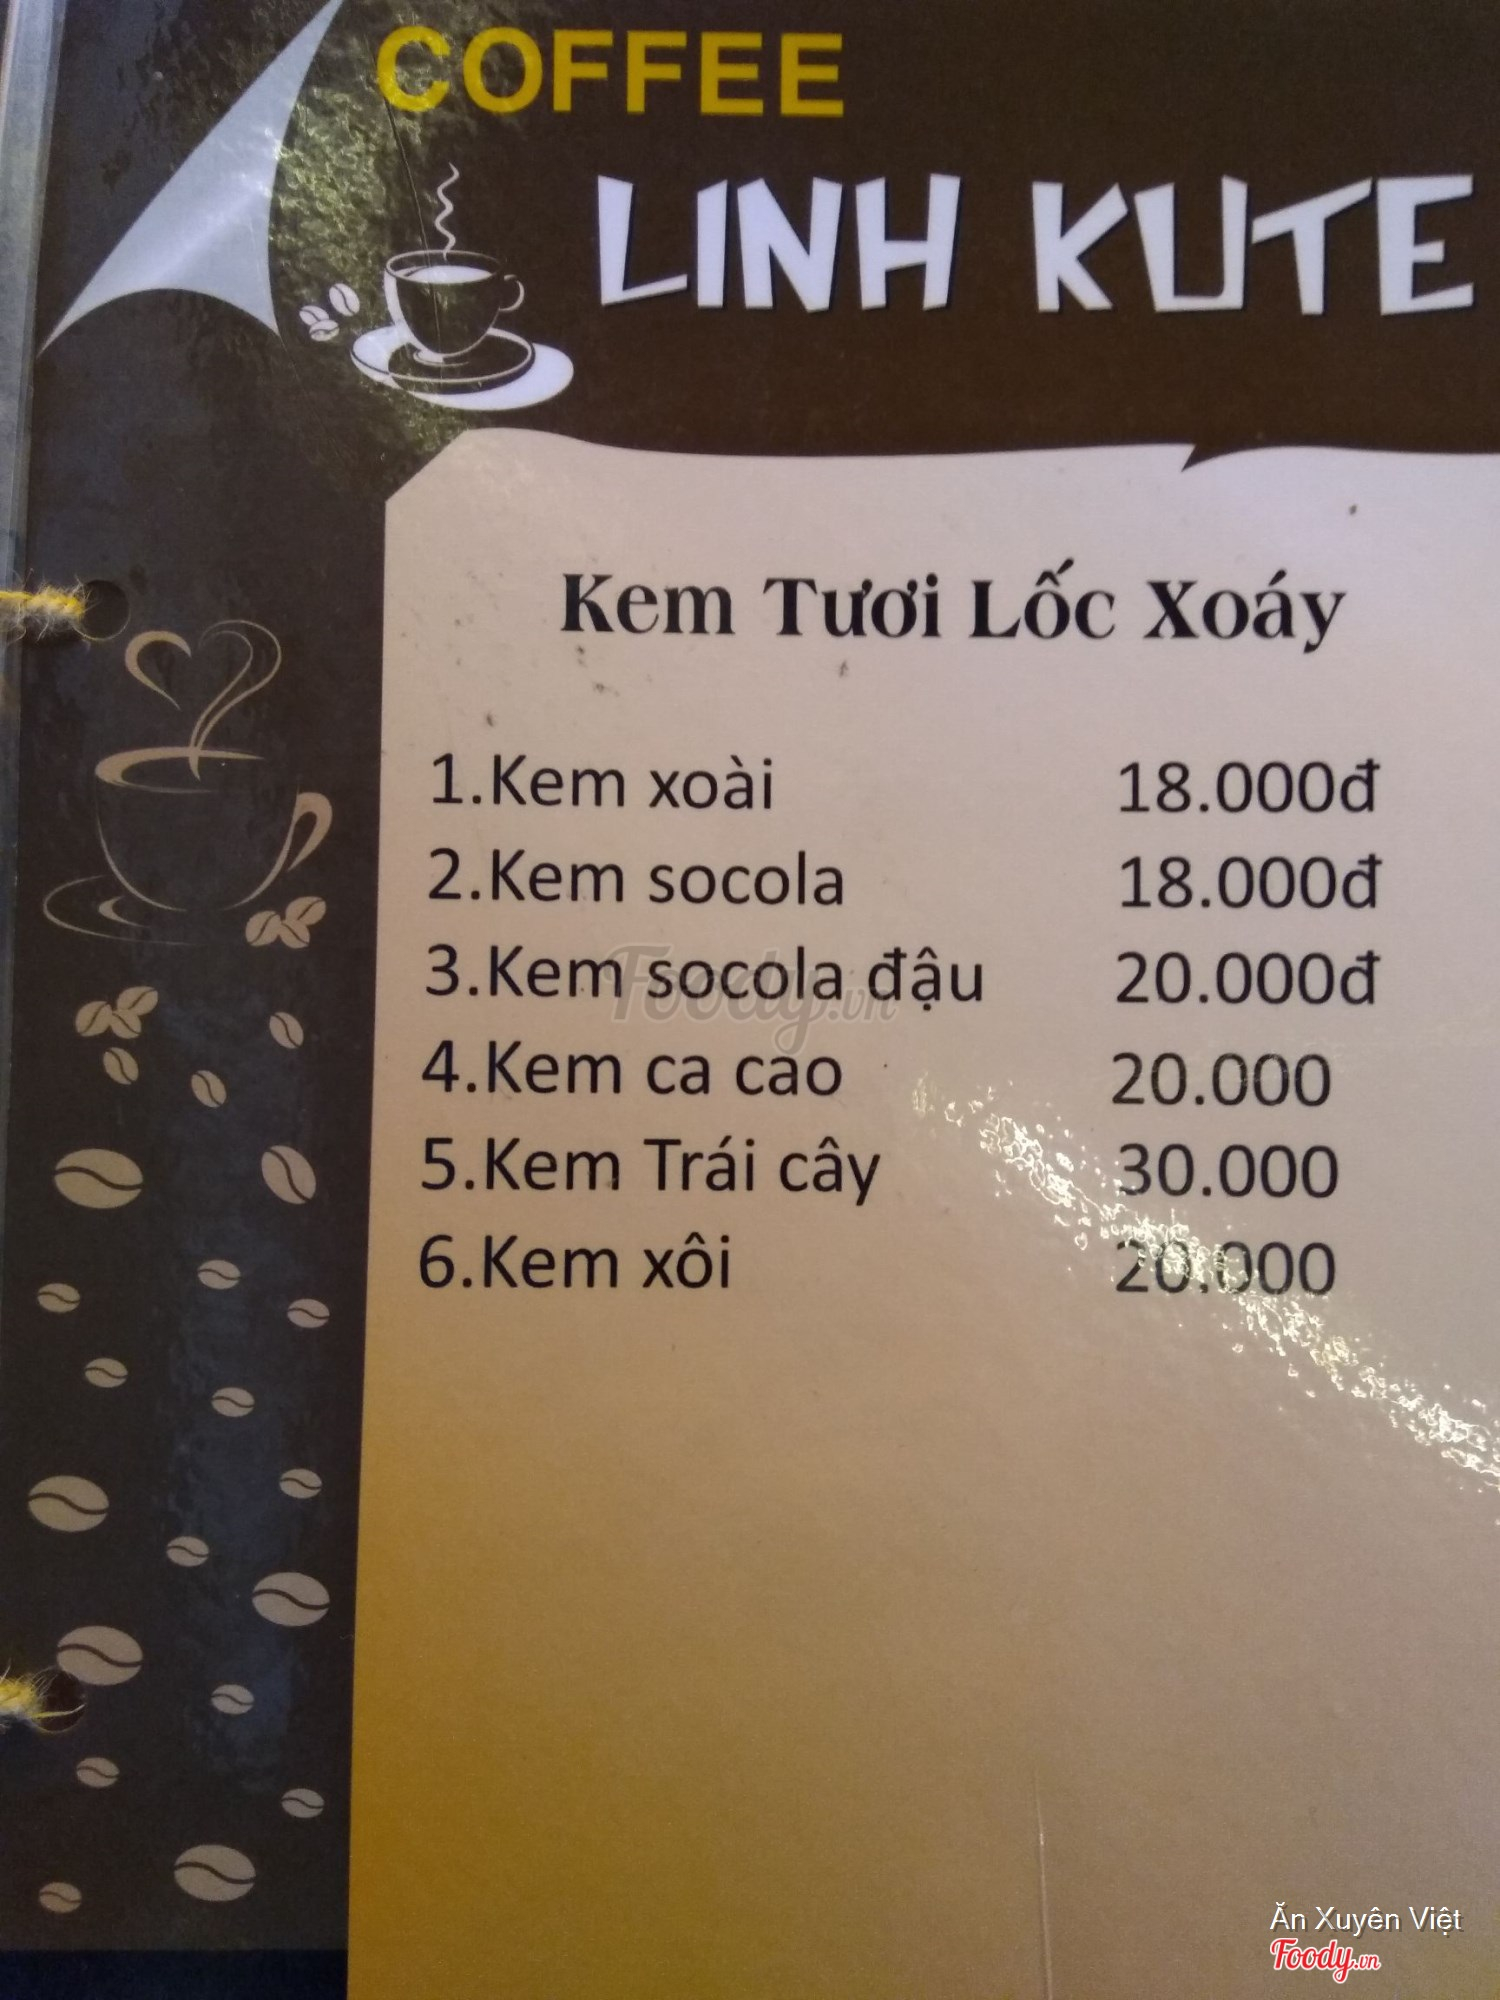 COFFEE
LINH KUTE
Kem Tươi Lốc Xoáy
1.Kem xoài 18.000đ
2.Kem socola 18.000đ
3.Kem socola đậu 20.000đ
4.Kem ca cao 20.000
5.Kem Trái cây 30.000
6.Kem xôi 20.000
Foody.vn
Ăn Xuyên Việt
Foody.vn